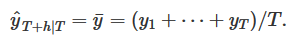 ŷ_{T+h|T} = ȳ = (y_1 + ⋯ + y_T)/T.